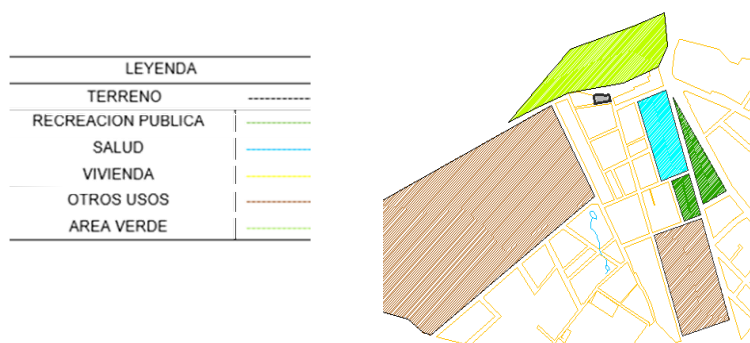 LEYENDA
TERRENO
RECREACION PUBLICA
SALUD
VIVIENDA
OTROS USOS
AREA VERDE